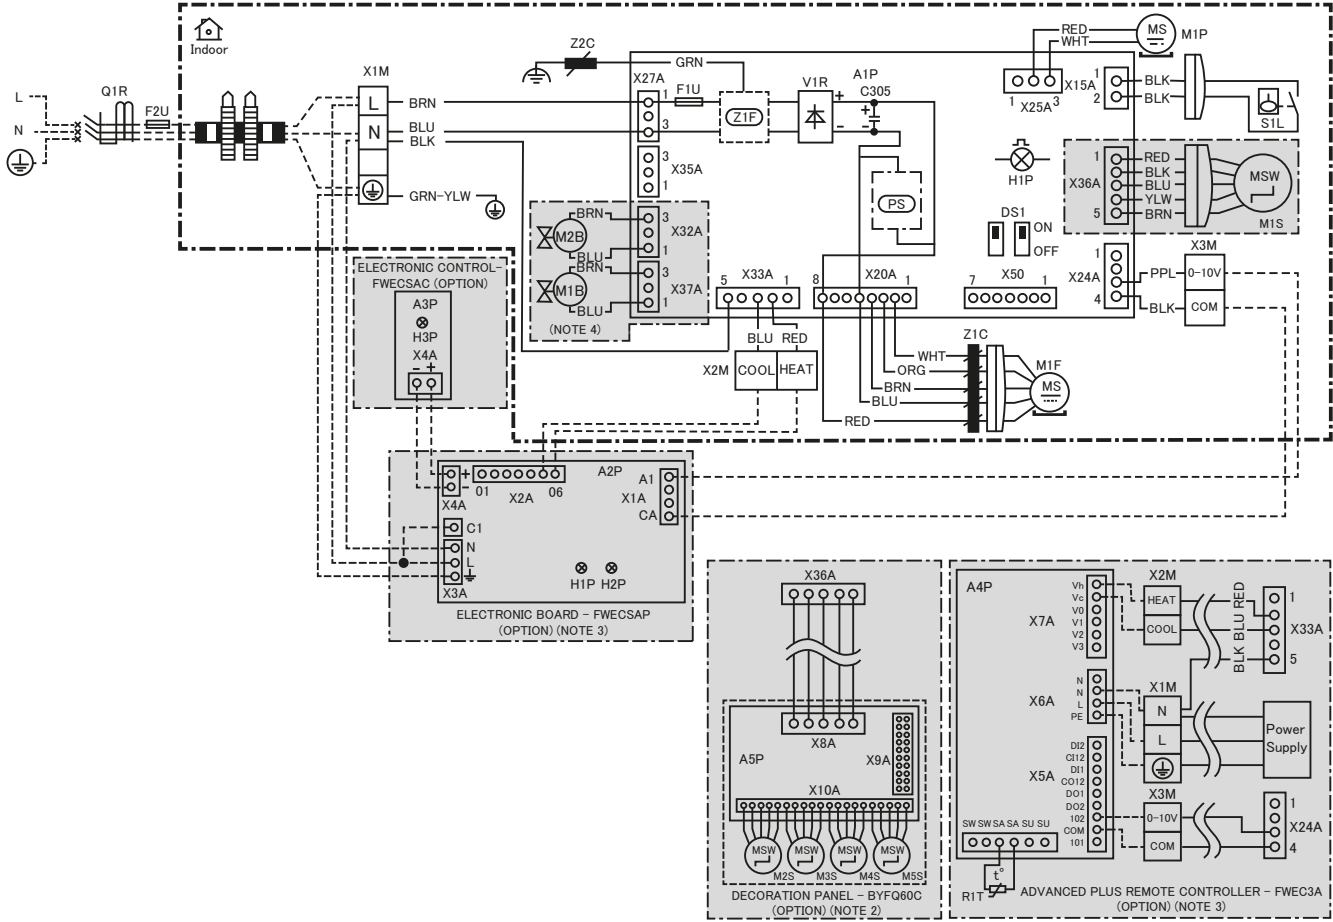 Indoor
L
N
Q1R
F2U
X1M
L
N
BRN
BLU
BLK
GRN-YLW
Z2C
GRN
X27A
1
3
F1U
Z1F
V1R
+
-
A1P
C305
+
-
PS
X35A
3
1
X32A
3
1
X37A
3
1
BRN
M2B
BLU
BRN
M1B
BLU
(NOTE 4)
RED
WHT
MS
M1P
1
X25A
3
X15A
1
2
BLK
BLK
S1L
H1P
X36A
1
5
RED
BLK
BLU
YLW
BRN
MSW
M1S
DS1
ON
OFF
X3M
X24A
1
4
PPL
0-10V
BLK
COM
5
X33A
1
8
X20A
1
7
X50
1
BLU
RED
X2M
COOL
HEAT
WHT
ORG
BRN
BLU
RED
Z1C
M1F
MS
ELECTRONIC CONTROL-
FWECSAC (OPTION)
A3P
H3P
X4A
-
+
X4A
+
-
01
X2A
06
A2P
A1
X1A
CA
C1
N
L
X3A
H1P
H2P
ELECTRONIC BOARD - FWECSAP
(OPTION) (NOTE 3)
X36A
X8A
A5P
X9A
X10A
MSW
M2S
MSW
M3S
MSW
M4S
MSW
M5S
DECORATION PANEL - BYFQ60C
(OPTION) (NOTE 2)
A4P
X7A
Vh
Vc
V0
V1
V2
V3
X6A
N
N
L
PE
X5A
DI2
CI12
DI1
CO12
DO1
DO2
102
COM
101
SW SW SA SA SU SU
R1T
t°
X2M
HEAT
COOL
RED
BLU
BLK
1
X33A
5
X1M
N
L
Power
Supply
X3M
0-10V
COM
1
X24A
4
ADVANCED PLUS REMOTE CONTROLLER - FWEC3A
(OPTION) (NOTE 3)